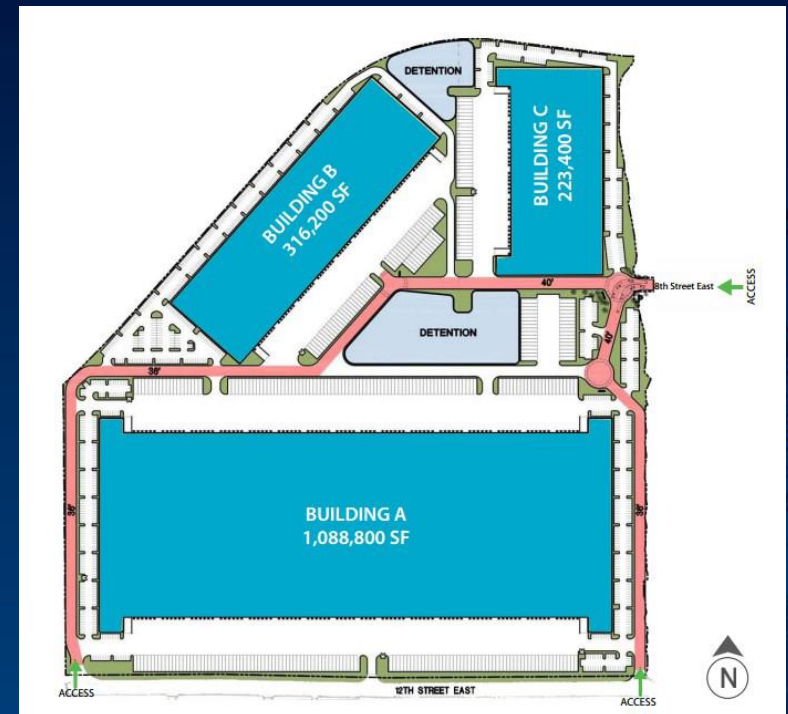 DETENTION
BUILDING C
223,400 SF
BUILDING B
316,200 SF
40'
8th Street East
ACCESS
DETENTION
40'
36'
36'
36'
BUILDING A
1,088,800 SF
N
ACCESS
12TH STREET EAST
ACCESS